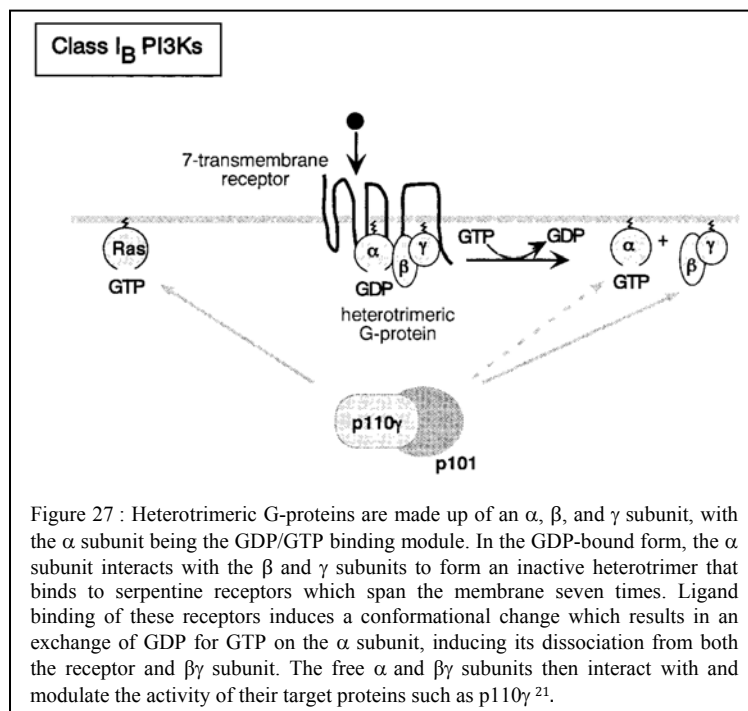 Class I_B PI3Ks
7-transmembrane
receptor
Ras
GTP
α
β
γ
GDP
heterotrimeric
G-protein
GTP
GDP
α
+
β
γ
GTP
p110γ
p101
Figure 27 : Heterotrimeric G-proteins are made up of an α, β, and γ subunit, with
the α subunit being the GDP/GTP binding module. In the GDP-bound form, the α
subunit interacts with the β and γ subunits to form an inactive heterotrimer that
binds to serpentine receptors which span the membrane seven times. Ligand
binding of these receptors induces a conformational change which results in an
exchange of GDP for GTP on the α subunit, inducing its dissociation from both
the receptor and βγ subunit. The free α and βγ subunits then interact with and
modulate the activity of their target proteins such as p110γ ²¹.